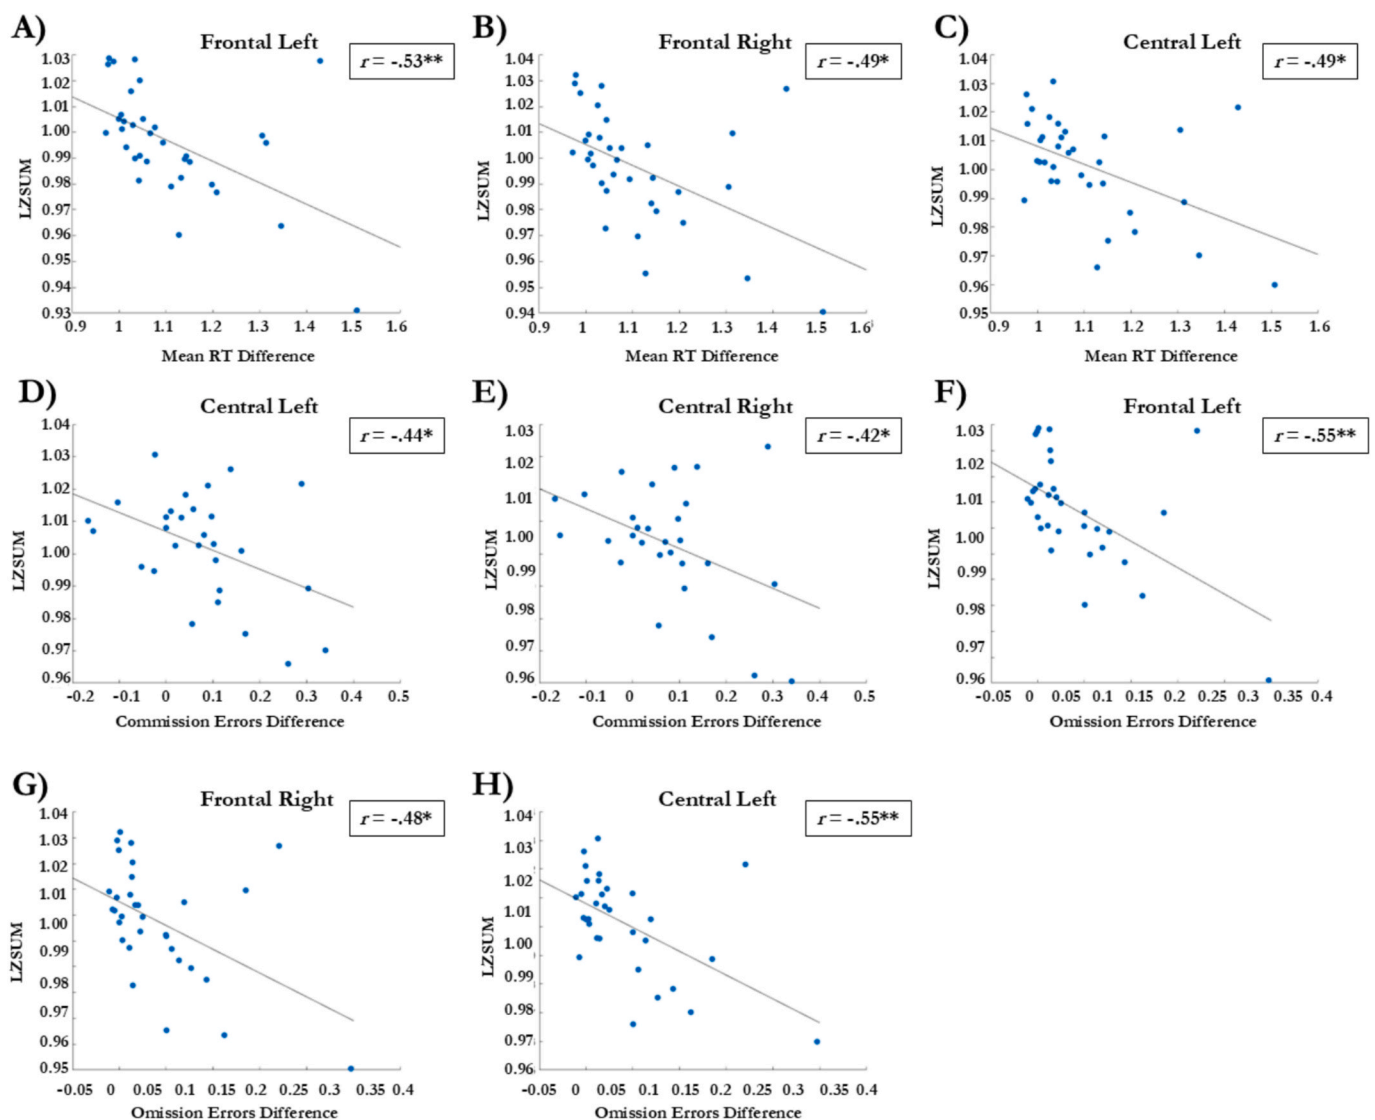 A)
Frontal Left
r = -.53**
1.03
1.02
1.01
1.00
0.99
0.98
0.97
0.96
0.95
0.94
0.93
LZSUM
0.9 1 1.1 1.2 1.3 1.4 1.5 1.6
Mean RT Difference
B)
Frontal Right
r = -.49*
1.04
1.03
1.02
1.01
1.00
0.99
0.98
0.97
0.96
0.95
0.94
LZSUM
0.9 1 1.1 1.2 1.3 1.4 1.5 1.6
Mean RT Difference
C)
Central Left
r = -.49*
1.04
1.03
1.02
1.01
1.00
0.99
0.98
0.97
0.96
0.95
LZSUM
0.9 1 1.1 1.2 1.3 1.4 1.5 1.6
Mean RT Difference
D)
Central Left
r = -.44*
1.04
1.03
1.02
1.01
1.00
0.99
0.98
0.97
0.96
LZSUM
-0.2 -0.1 0 0.1 0.2 0.3 0.4 0.5
Commission Errors Difference
E)
Central Right
r = -.42*
1.03
1.02
1.01
1.00
0.99
0.98
0.97
0.96
LZSUM
-0.2 -0.1 0 0.1 0.2 0.3 0.4 0.5
Commission Errors Difference
F)
Frontal Left
r = -.55**
1.03
1.02
1.01
1.00
0.99
0.98
0.96
LZSUM
-0.05 0 0.05 0.1 0.15 0.2 0.25 0.3 0.4
Omission Errors Difference
G)
Frontal Right
r = -.48*
1.04
1.03
1.02
1.01
1.00
0.99
0.98
0.97
0.96
0.95
LZSUM
-0.05 0 0.05 0.1 0.15 0.2 0.25 0.3 0.35 0.4
Omission Errors Difference
H)
Central Left
r = -.55**
1.04
1.03
1.02
1.01
1.00
0.99
0.98
0.97
0.96
LZSUM
-0.05 0 0.05 0.1 0.15 0.2 0.25 0.3 0.35 0.4
Omission Errors Difference